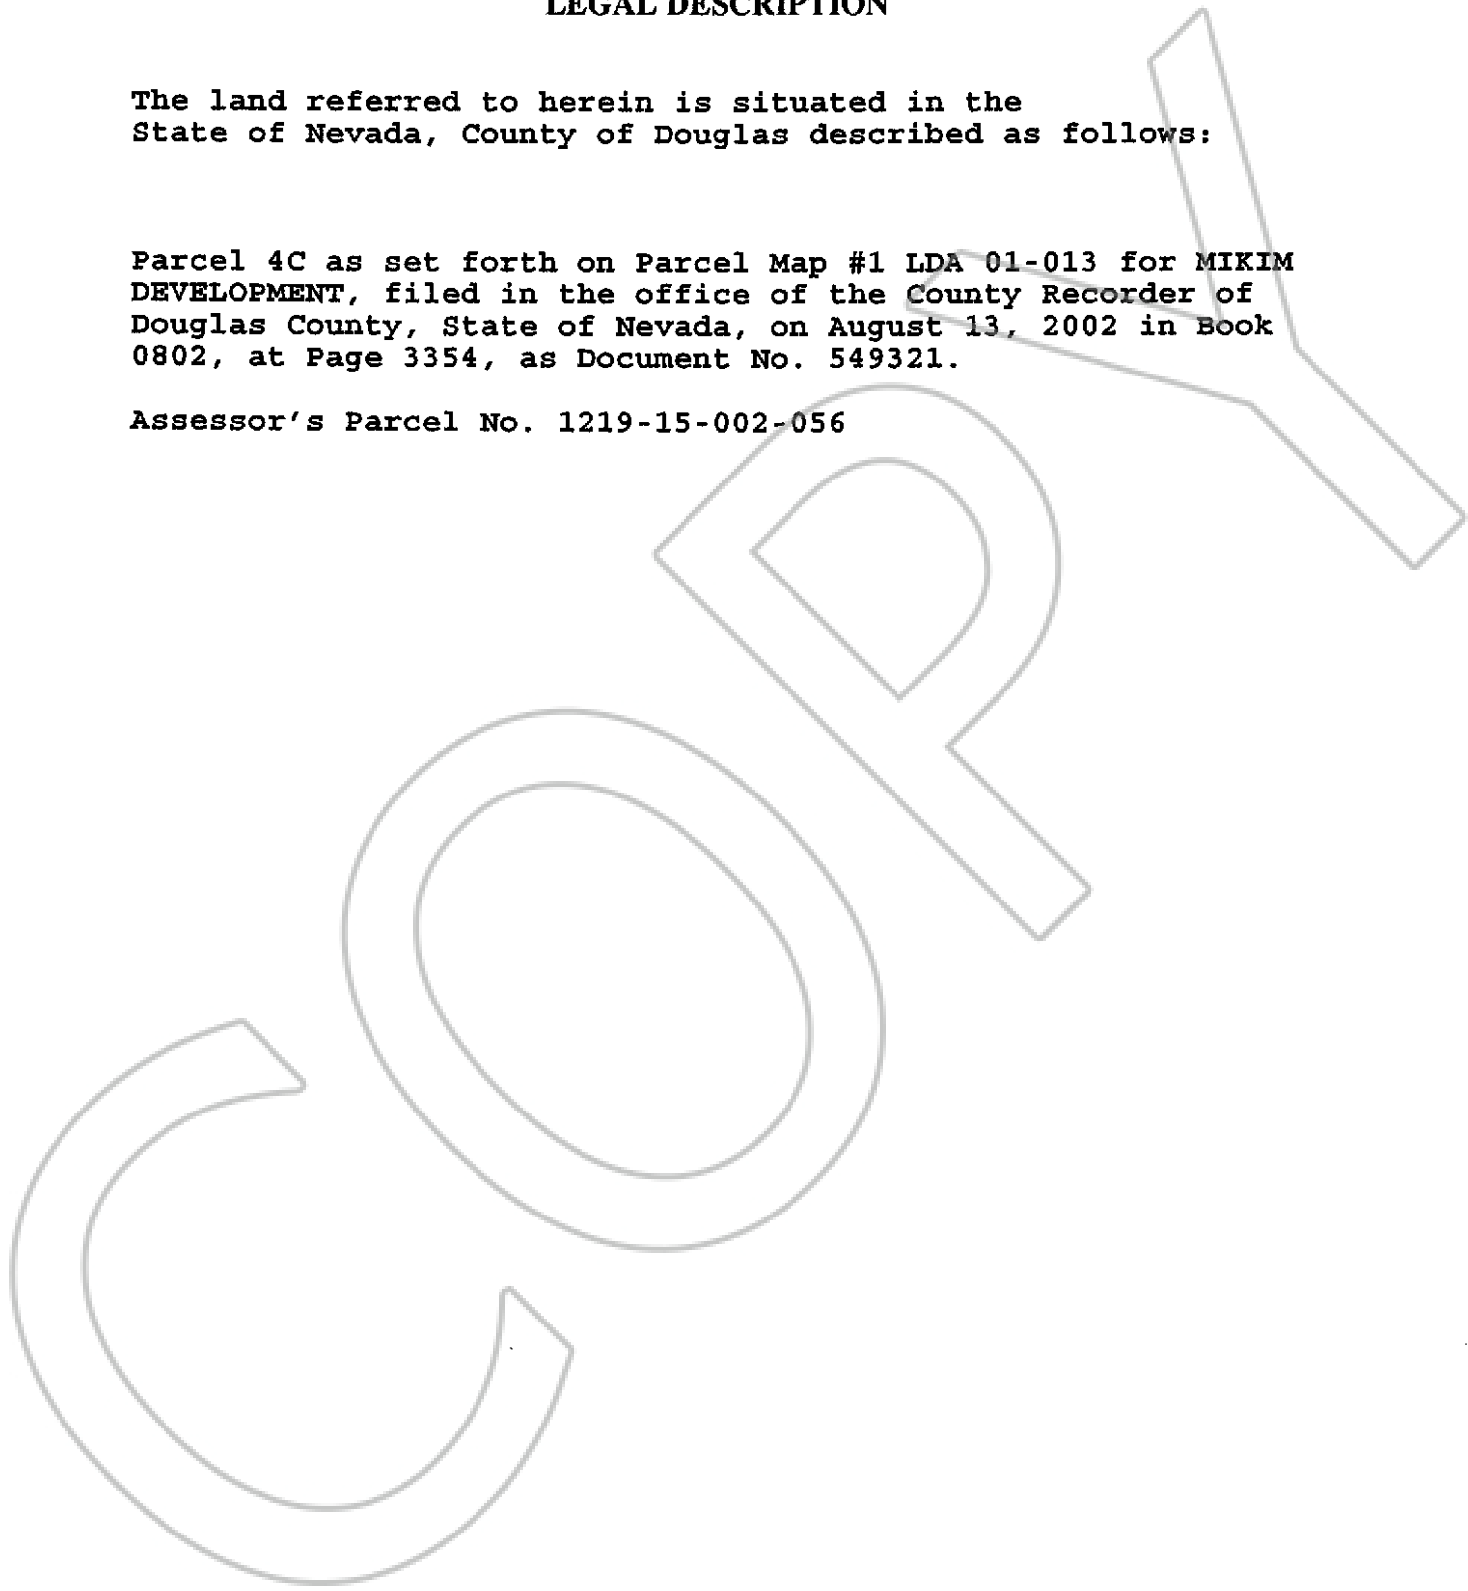 LEGAL DESCRIPTION
The land referred to herein is situated in the
State of Nevada, County of Douglas described as follows:
Parcel 4C as set forth on Parcel Map #1 LDA 01-013 for MIKIM
DEVELOPMENT, filed in the office of the County Recorder of
Douglas County, State of Nevada, on August 13, 2002 in Book
0802, at Page 3354, as Document No. 549321.
Assessor's Parcel No. 1219-15-002-056
COPY